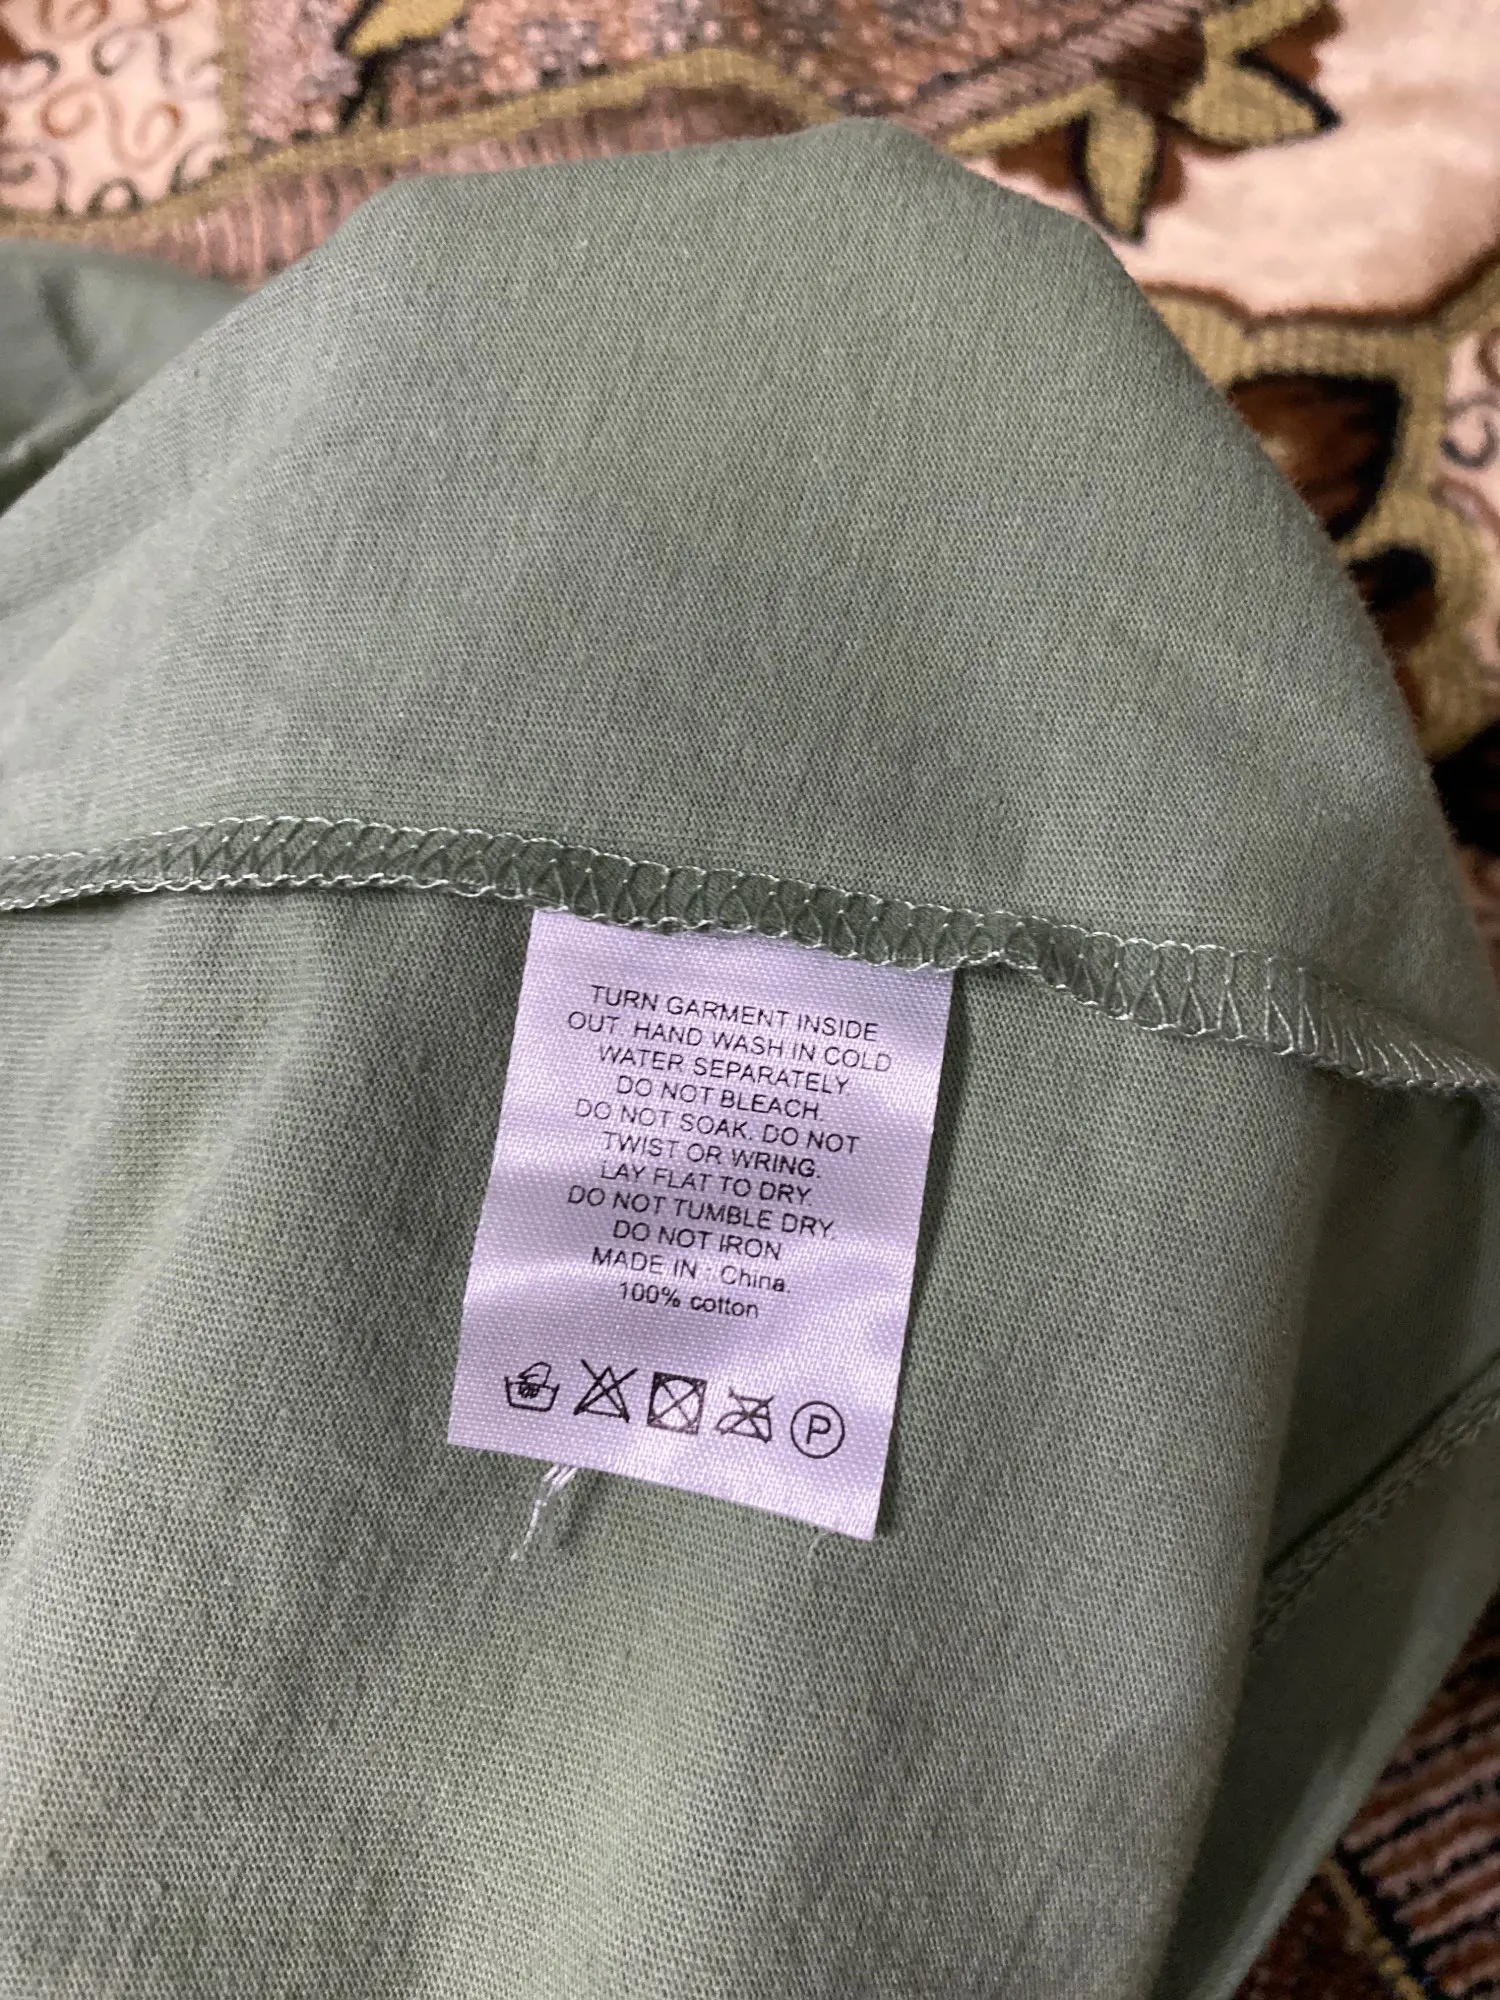 TURN GARMENT INSIDE
OUT. HAND WASH IN COLD
WATER SEPARATELY
DO NOT BLEACH.
DO NOT SOAK. DO NOT
TWIST OR WRING.
LAY FLAT TO DRY.
DO NOT TUMBLE DRY.
DO NOT IRON
MADE IN : China.
100% cotton
P